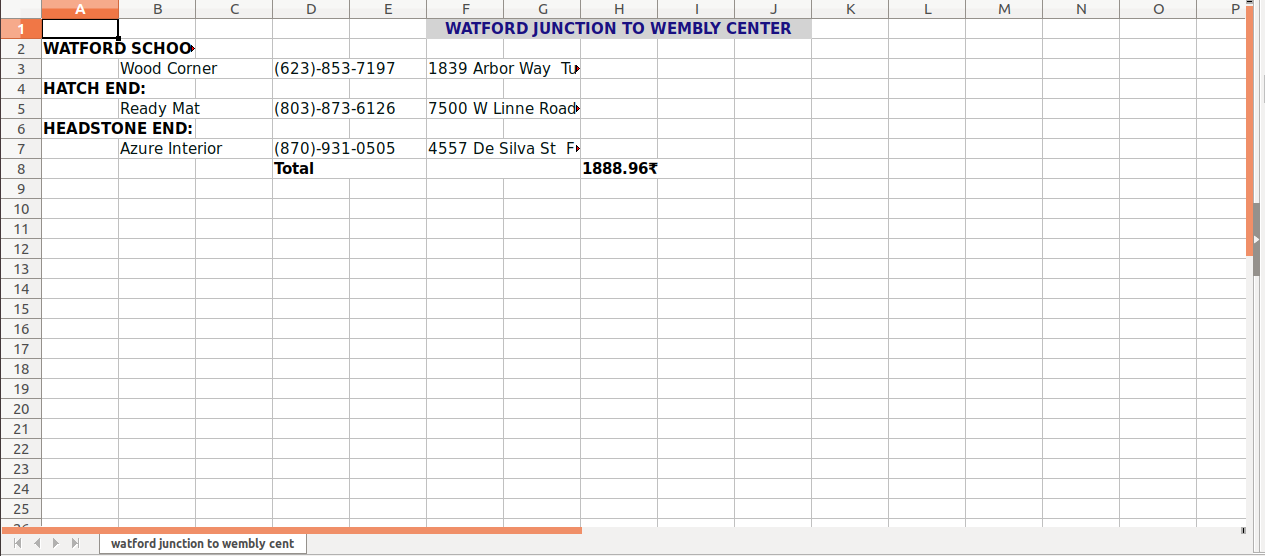 A B C D E F G H I J K L M N O P
1 WATFORD JUNCTION TO WEMBLY CENTER
2 WATFORD SCHOO
3 Wood Corner (623)-853-7197 1839 Arbor Way Tu
4 HATCH END:
5 Ready Mat (803)-873-6126 7500 W Linne Road
6 HEADSTONE END:
7 Azure Interior (870)-931-0505 4557 De Silva St F
8 Total 1888.96₹
9
10
11
12
13
14
15
16
17
18
19
20
21
22
23
24
25
watford junction to wembly cent